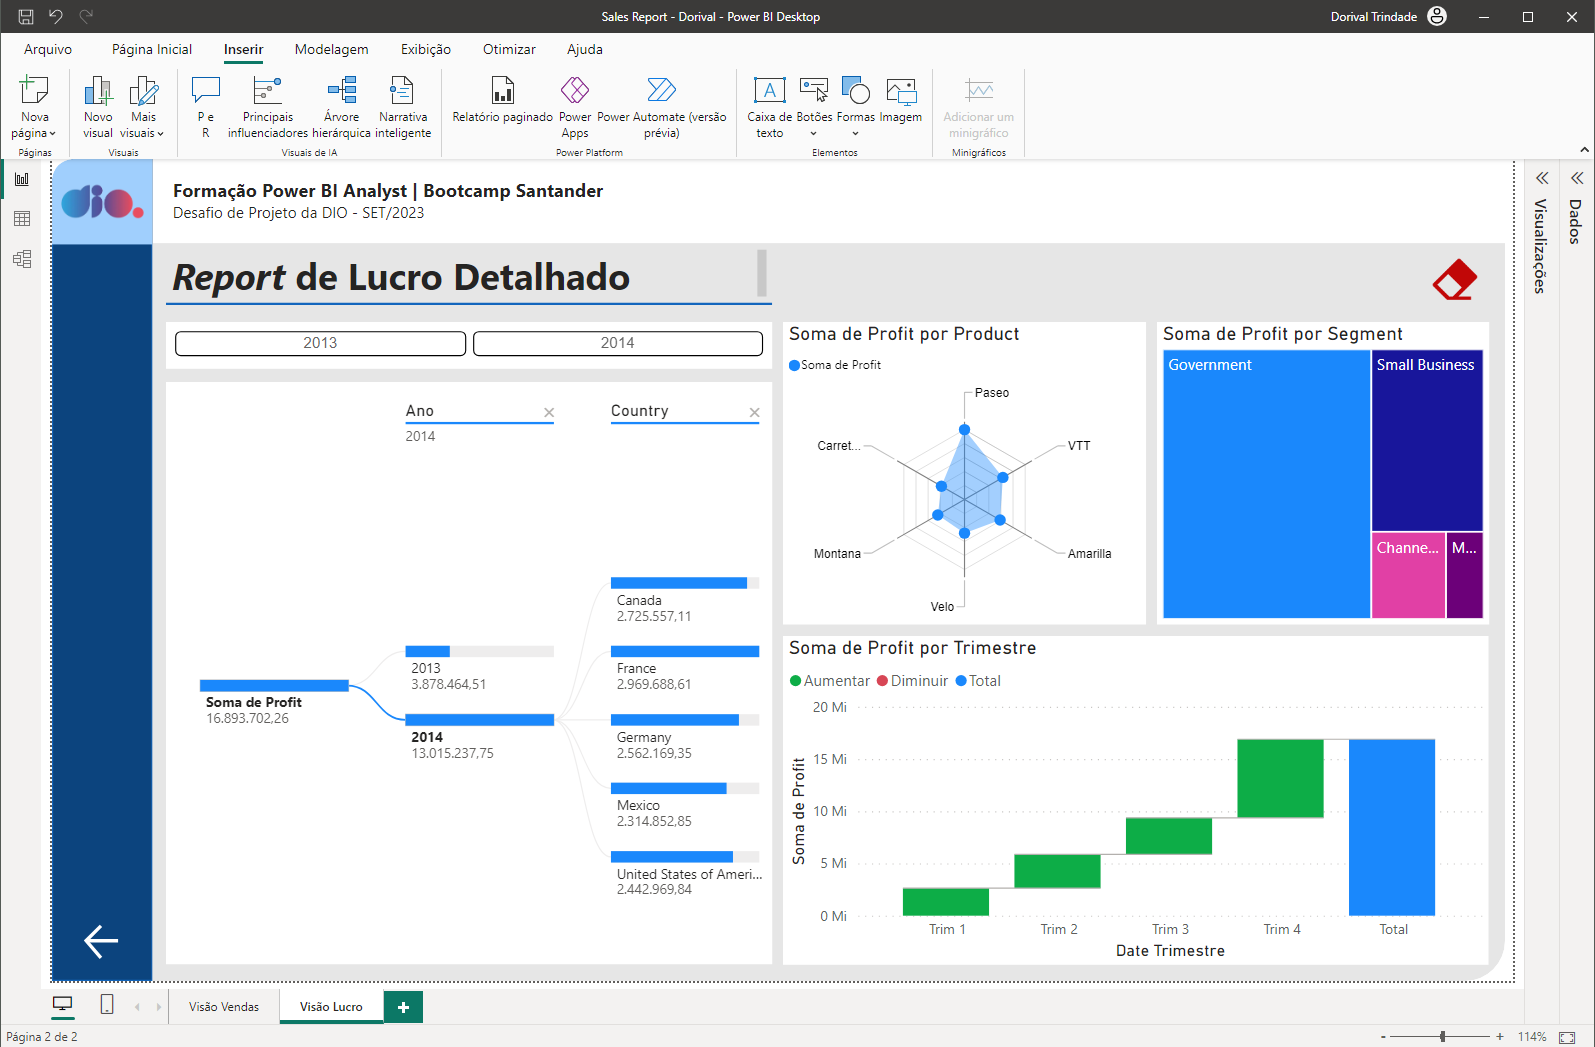 Sales Report - Dorival - Power BI Desktop
Dorival Trindade
Arquivo
Página Inicial
Inserir
Modelagem
Exibição
Otimizar
Ajuda
Nova página
Novo visual
Mais visuais
P e R
Principais influenciadores
Árvore hierárquica
Narrativa inteligente
Relatório paginado
Power Apps
Power Automate (versão prévia)
Caixa de texto
Botões
Formas
Imagem
Adicionar um minigráfico
Páginas
Visuais
Visuais de IA
Power Platform
Elementos
Minigráficos
dio.
Formação Power BI Analyst | Bootcamp Santander
Desafio de Projeto da DIO - SET/2023
Visualizações
Dados
Report de Lucro Detalhado
2013
2014
Ano
2014
Country
Soma de Profit
16.893.702,26
2013
3.878.464,51
2014
13.015.237,75
Canada
2.725.557,11
France
2.969.688,61
Germany
2.562.169,35
Mexico
2.314.852,85
United States of Ameri...
2.442.969,84
Soma de Profit por Product
Soma de Profit
Paseo
VTT
Amarilla
Velo
Montana
Carret...
Soma de Profit por Segment
Government
Small Business
Channe...
M...
Soma de Profit por Trimestre
Aumentar
Diminuir
Total
Soma de Profit
20 Mi
15 Mi
10 Mi
5 Mi
0 Mi
Trim 1
Trim 2
Trim 3
Trim 4
Total
Date Trimestre
Visão Vendas
Visão Lucro
Página 2 de 2
114%